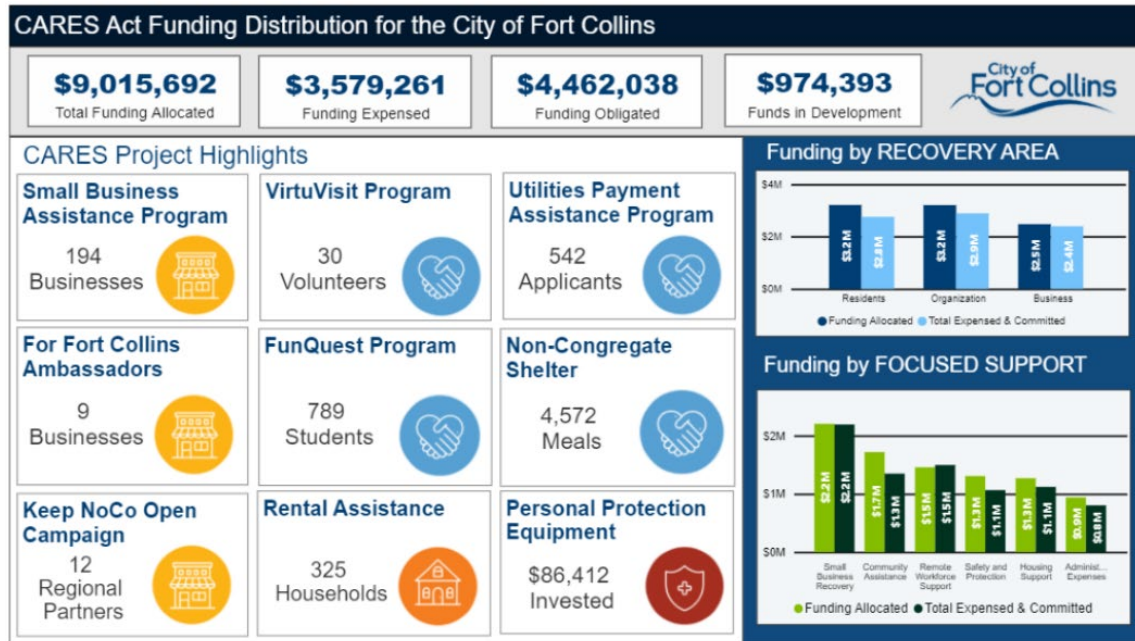 CARES Act Funding Distribution for the City of Fort Collins
$9,015,692
Total Funding Allocated
$3,579,261
Funding Expensed
$4,462,038
Funding Obligated
$974,393
Funds in Development
City of
Fort Collins
CARES Project Highlights
Small Business
Assistance Program
194
Businesses
VirtuVisit Program
30
Volunteers
Utilities Payment
Assistance Program
542
Applicants
For Fort Collins
Ambassadors
9
Businesses
FunQuest Program
789
Students
Non-Congregate
Shelter
4,572
Meals
Keep NoCo Open
Campaign
12
Regional
Partners
Rental Assistance
325
Households
Personal Protection
Equipment
$86,412
Invested
Funding by RECOVERY AREA
$4M
$2M
$0M
$3.2M
$2.8M
$3.2M
$2.9M
$2.5M
$2.4M
Residents
Organization
Business
Funding Allocated
Total Expensed & Committed
Funding by FOCUSED SUPPORT
$2M
$1M
$0M
$2.2M
$2.2M
$1.7M
$1.3M
$1.5M
$1.5M
$1.3M
$1.1M
$1.3M
$1.1M
$0.9M
$0.8M
Small
Business
Recovery
Community
Assistance
Remote
Workforce
Support
Safety and
Protection
Housing
Support
Administ...
Expenses
Funding Allocated
Total Expensed & Committed